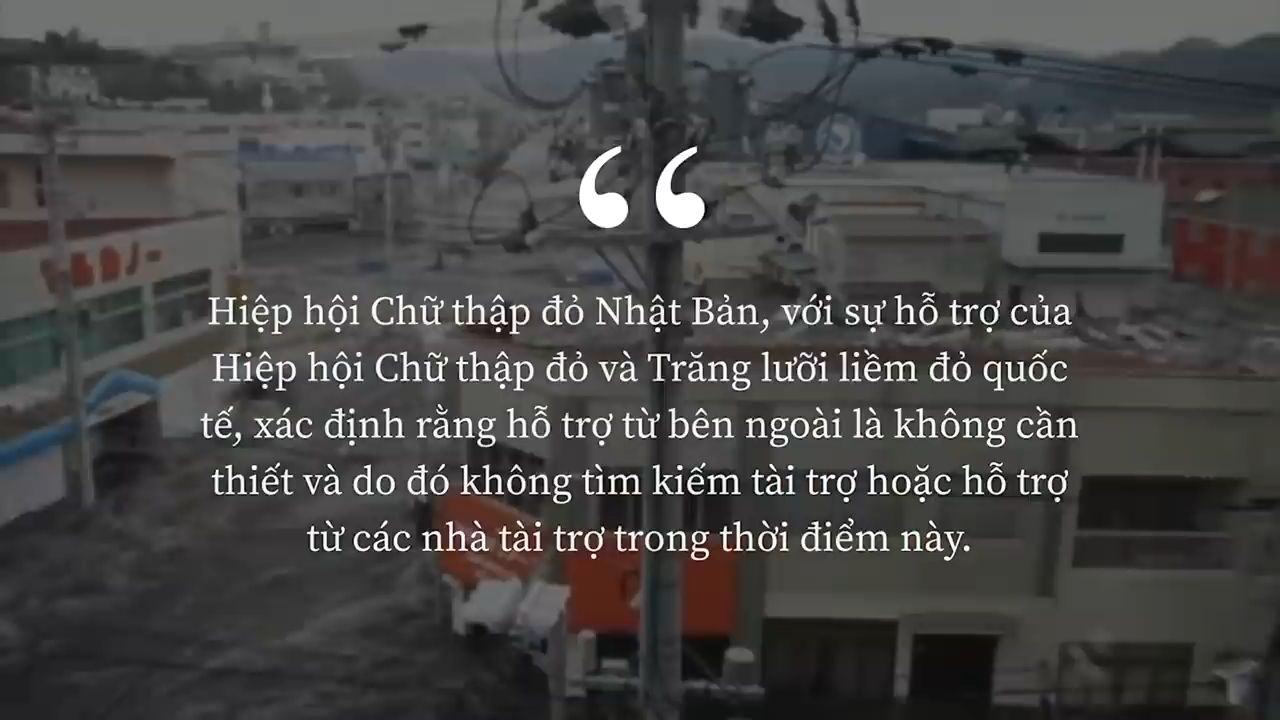 “
Hiệp hội Chữ thập đỏ Nhật Bản, với sự hỗ trợ của
Hiệp hội Chữ thập đỏ và Trăng lưỡi liềm đỏ quốc
tế, xác định rằng hỗ trợ từ bên ngoài là không cần
thiết và do đó không tìm kiếm tài trợ hoặc hỗ trợ
từ các nhà tài trợ trong thời điểm này.